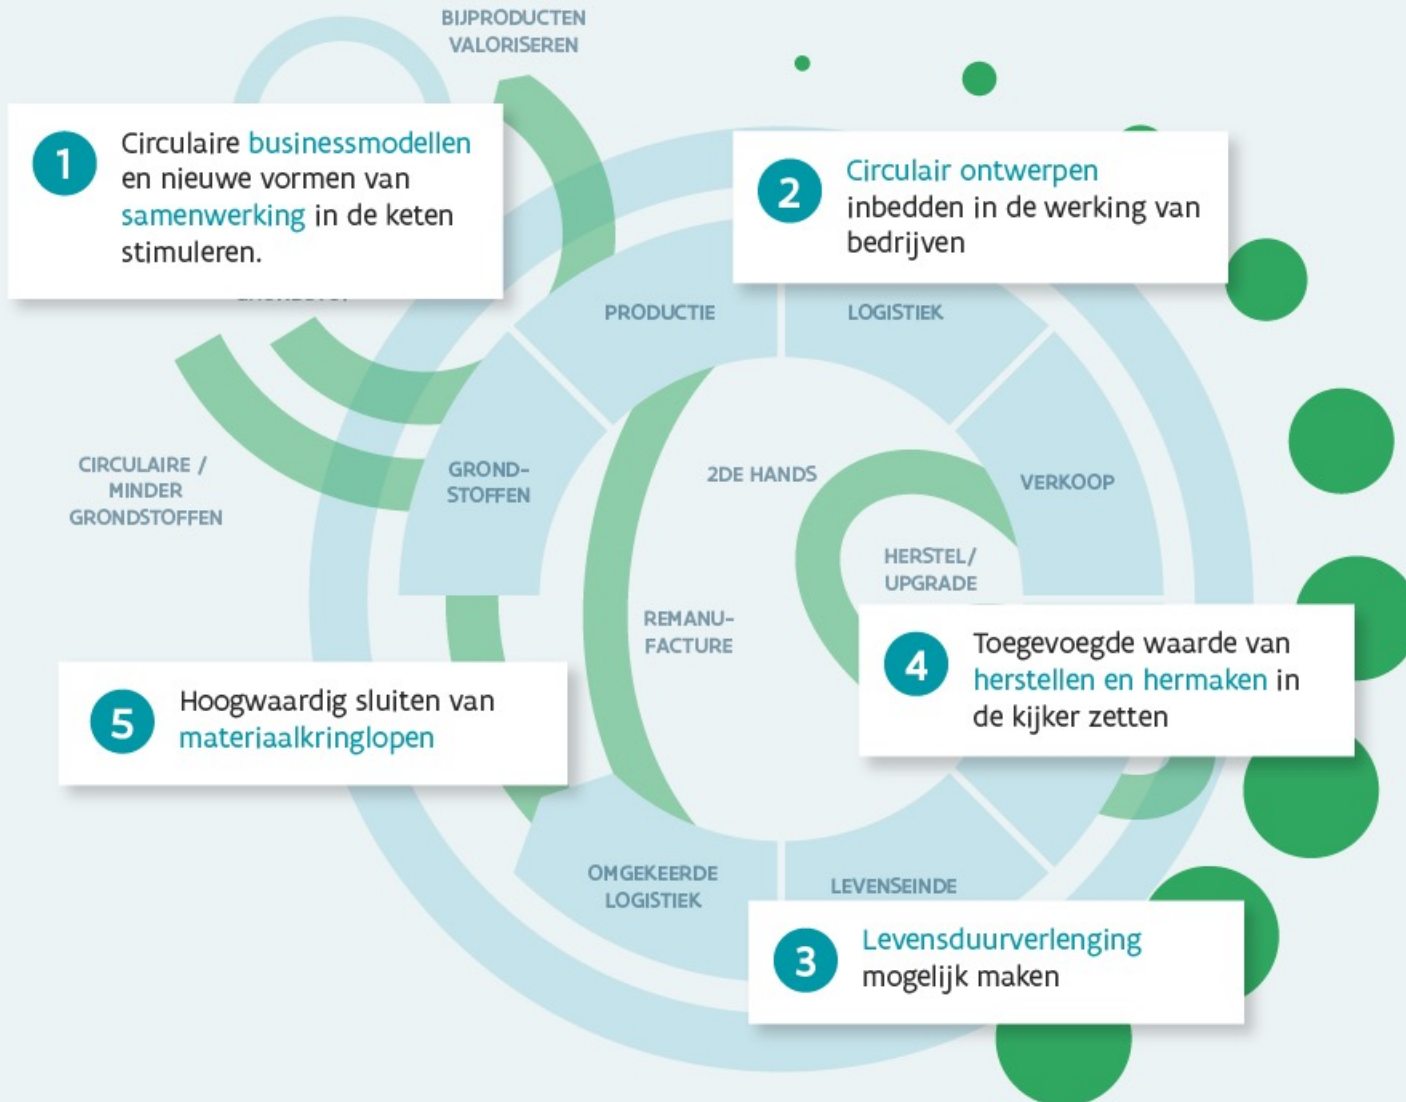 BIJPRODUCTEN
VALORISEREN
1
Circulaire businessmodellen
en nieuwe vormen van
samenwerking in de keten
stimuleren.
2
Circulair ontwerpen
inbedden in de werking van
bedrijven
PRODUCTIE
LOGISTIEK
CIRCULAIRE /
MINDER
GRONDSTOFFEN
GROND-
STOFFEN
2DE HANDS
VERKOOP
HERSTEL/
UPGRADE
REMANU-
FACTURE
4
Toegevoegde waarde van
herstellen en hermaken in
de kijker zetten
5
Hoogwaardig sluiten van
materiaalkringlopen
OMGEKEERDE
LOGISTIEK
LEVENSEINDE
3
Levensduurverlenging
mogelijk maken